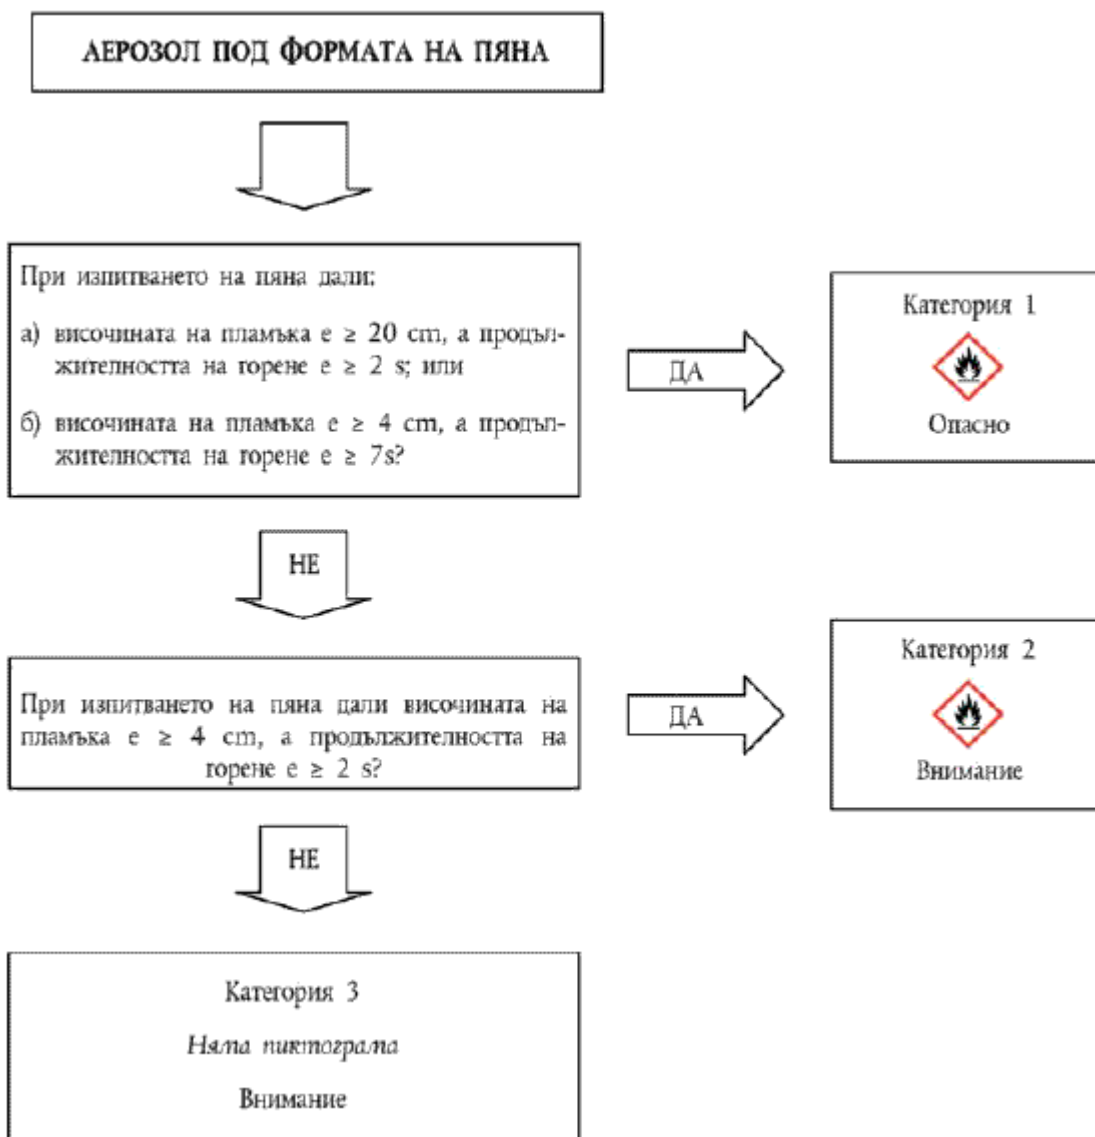 АЕРОЗОЛ ПОД ФОРМАТА НА ПЯНА
При изпитването на пяна дали:
а) височината на пламъка е ≥ 20 cm, а продъл-
жителността на горене е ≥ 2 s; или
б) височината на пламъка е ≥ 4 cm, а продъл-
жителността на горене е ≥ 7s?
ДА
Категория 1
Опасно
НЕ
При изпитването на пяна дали височината на
пламъка е ≥ 4 cm, а продължителността на
горене е ≥ 2 s?
ДА
Категория 2
Внимание
НЕ
Категория 3
Няма пиктограма
Внимание